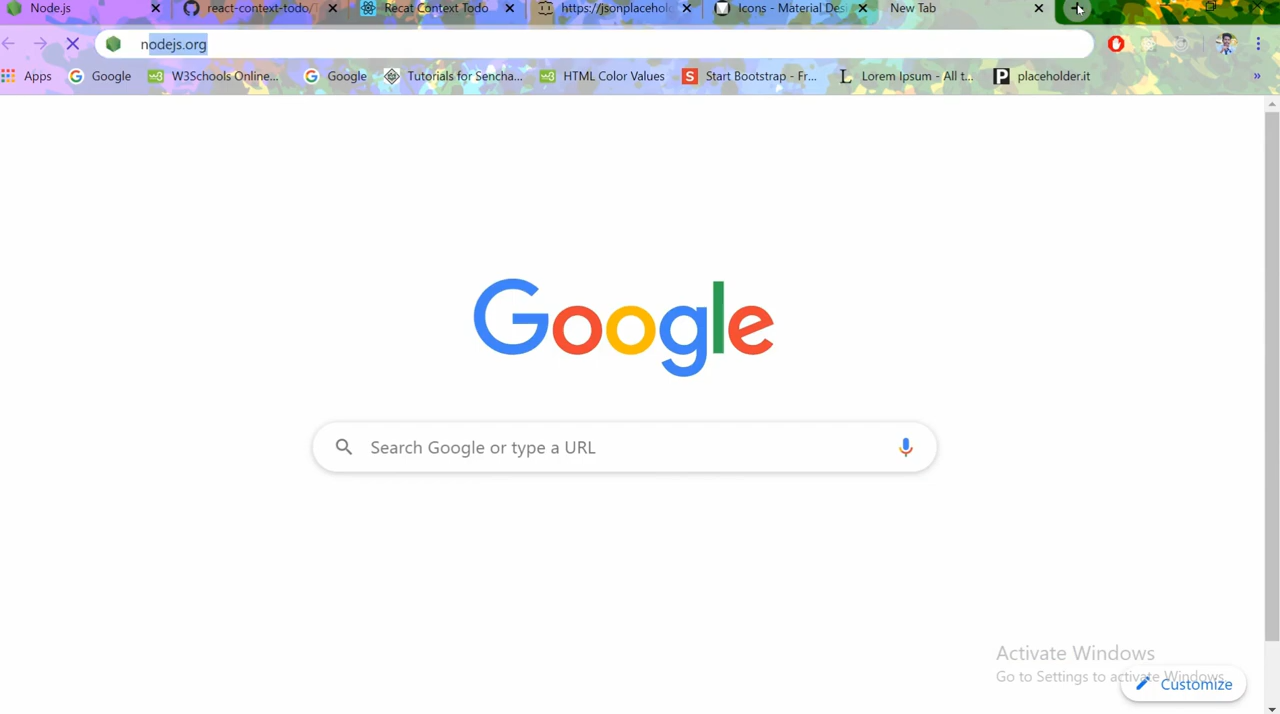 Node.js
react-context-todo/
Recat Context Todo
https://jsonplacehol
Icons - Material Desi
New Tab
nodejs.org
Apps
Google
W3Schools Online...
Google
Tutorials for Sencha...
HTML Color Values
Start Bootstrap - Fr...
Lorem Ipsum - All t...
placeholder.it
»
Google
Search Google or type a URL
Activate Windows
Go to Settings to activate Windows.
Customize